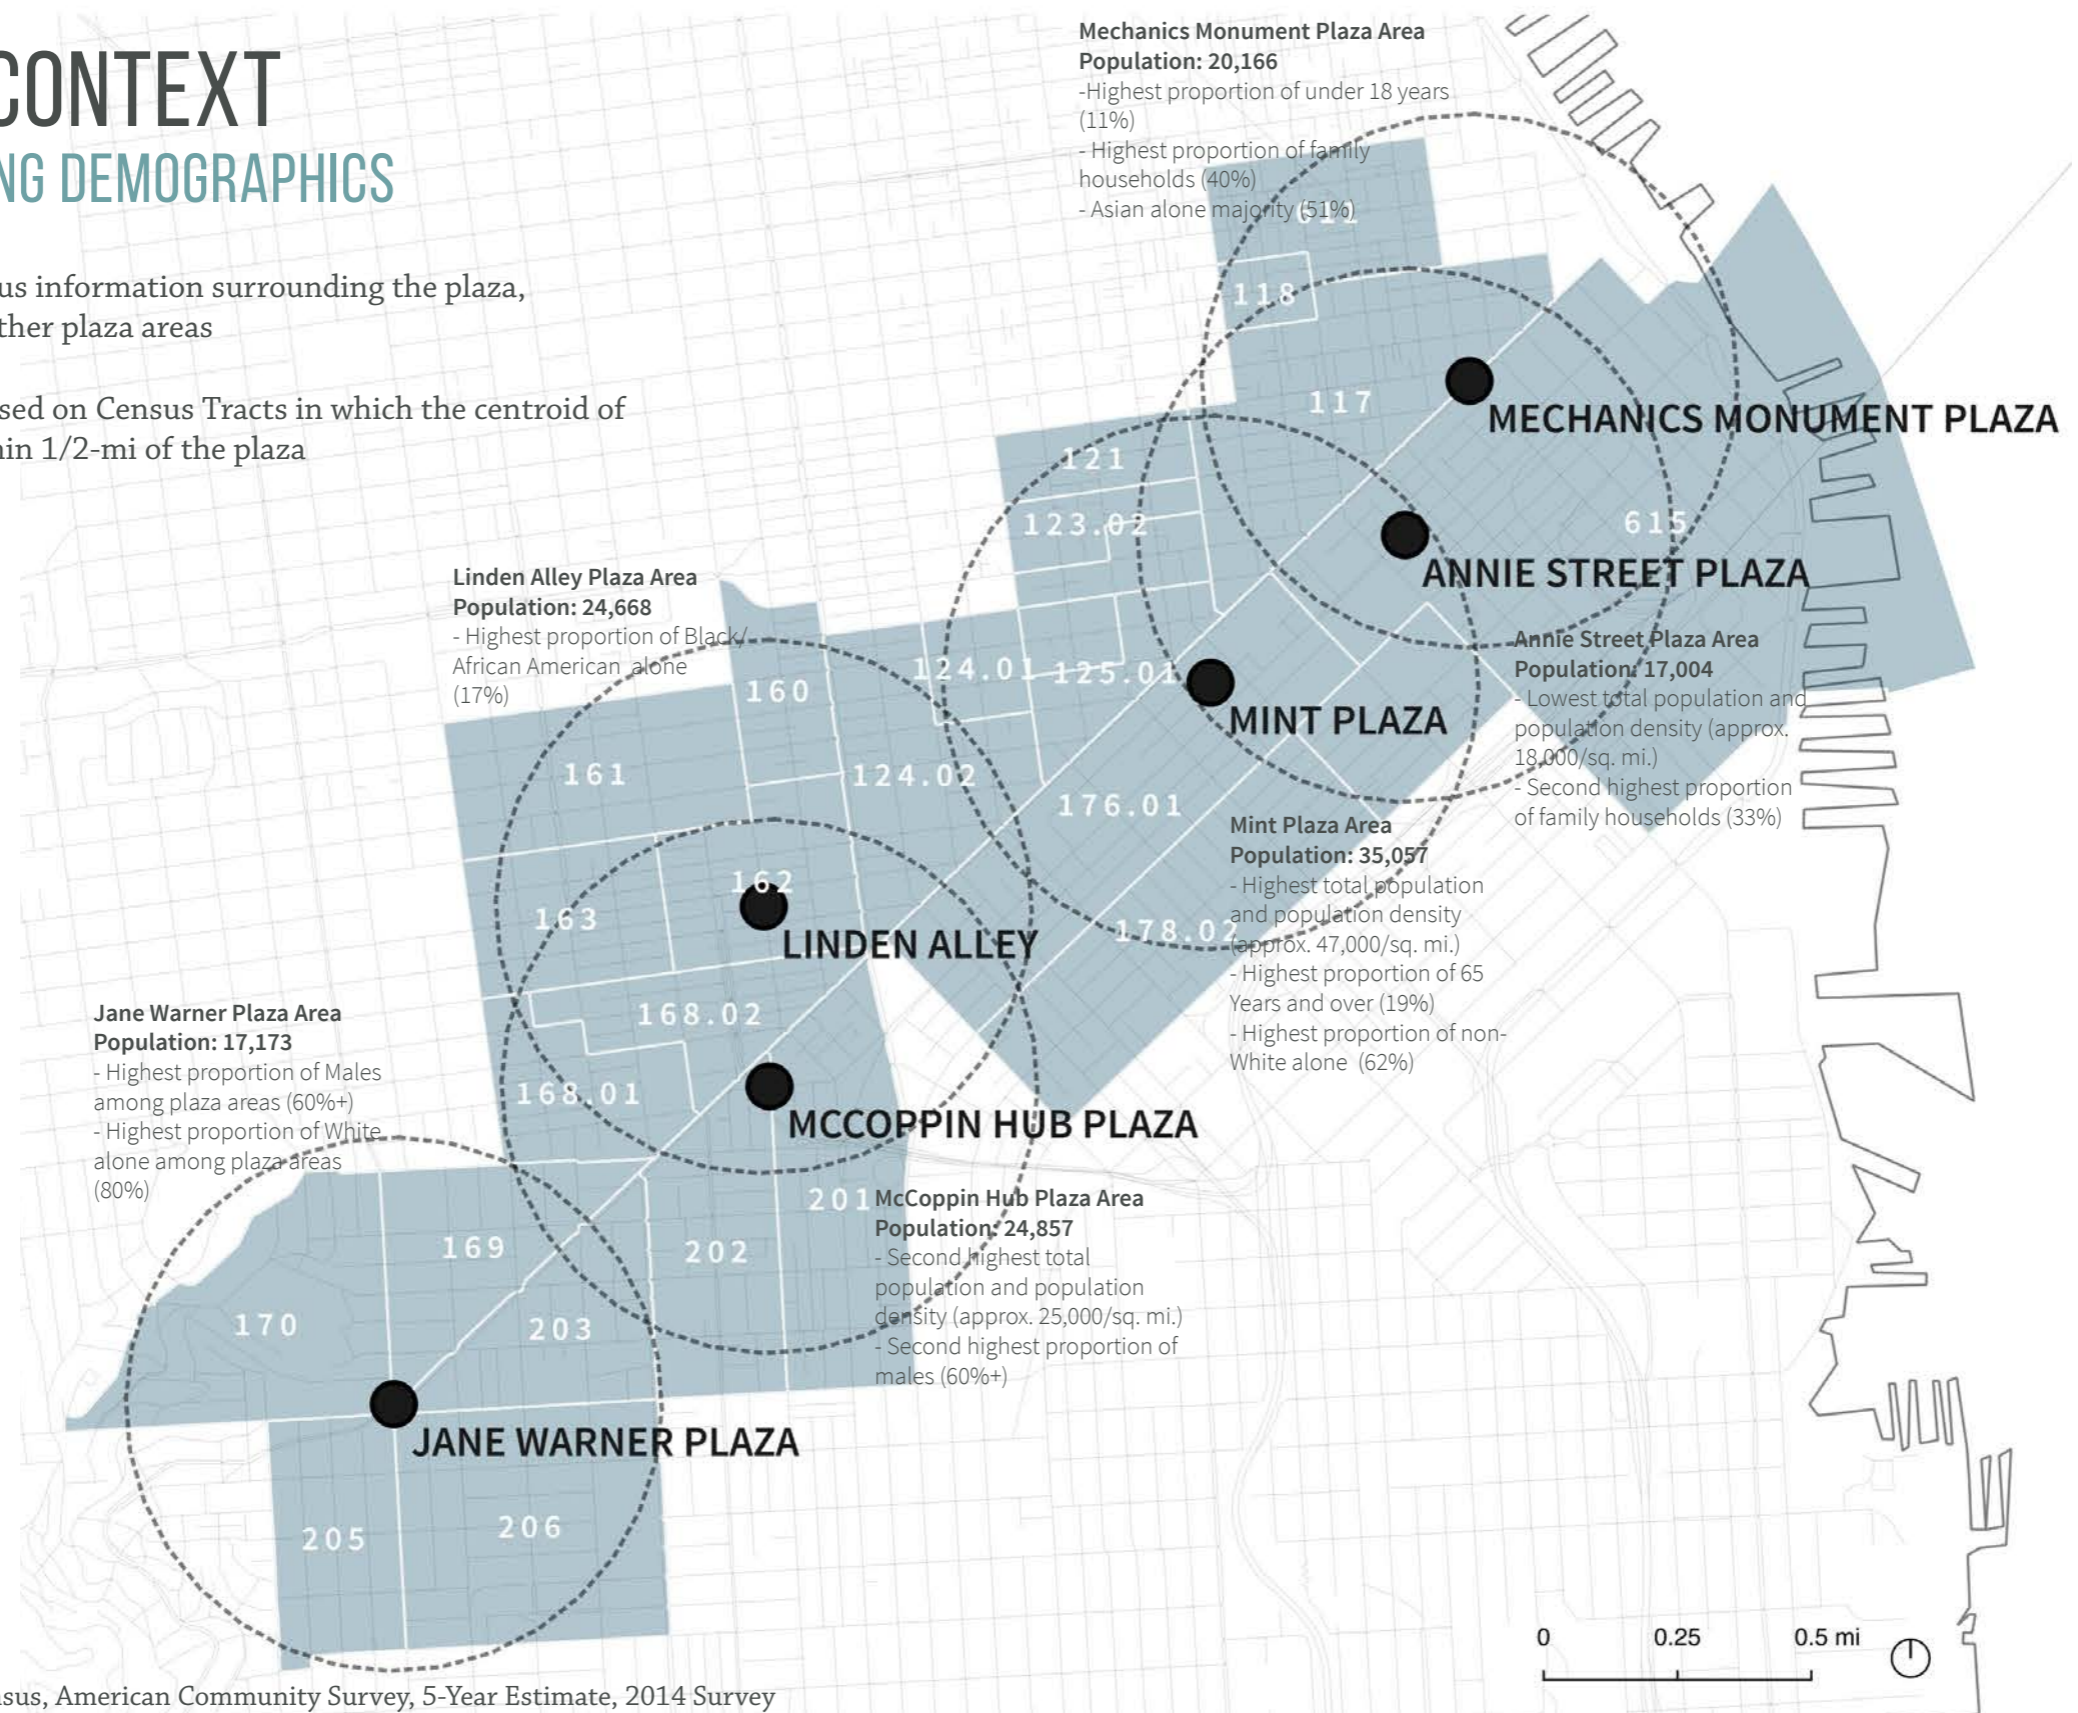 CONTEXT
NG DEMOGRAPHICS
us information surrounding the plaza,
ther plaza areas
sed on Census Tracts in which the centroid of
in 1/2-mi of the plaza
Mechanics Monument Plaza Area
Population: 20,166
-Highest proportion of under 18 years
(11%)
- Highest proportion of family
households (40%)
- Asian alone majority (51%)
118
117
MECHANICS MONUMENT PLAZA
121
123.02
615
ANNIE STREET PLAZA
Linden Alley Plaza Area
Population: 24,668
- Highest proportion of Black/
African American alone
(17%)
Annie Street Plaza Area
Population: 17,004
- Lowest total population and
population density (approx.
18,000/sq. mi.)
- Second highest proportion
of family households (33%)
160
124.01
125.01
MINT PLAZA
161
124.02
176.01
Mint Plaza Area
Population: 35,057
- Highest total population
and population density
(approx. 47,000/sq. mi.)
- Highest proportion of 65
Years and over (19%)
- Highest proportion of non-
White alone (62%)
162
163
178.02
LINDEN ALLEY
168.02
Jane Warner Plaza Area
Population: 17,173
- Highest proportion of Males
among plaza areas (60%+)
- Highest proportion of White
alone among plaza areas
(80%)
168.01
MCCOPPIN HUB PLAZA
201
McCoppin Hub Plaza Area
Population: 24,857
- Second highest total
population and population
density (approx. 25,000/sq. mi.)
- Second highest proportion of
males (60%+)
169
202
170
203
JANE WARNER PLAZA
205
206
0 0.25 0.5 mi
sus, American Community Survey, 5-Year Estimate, 2014 Survey